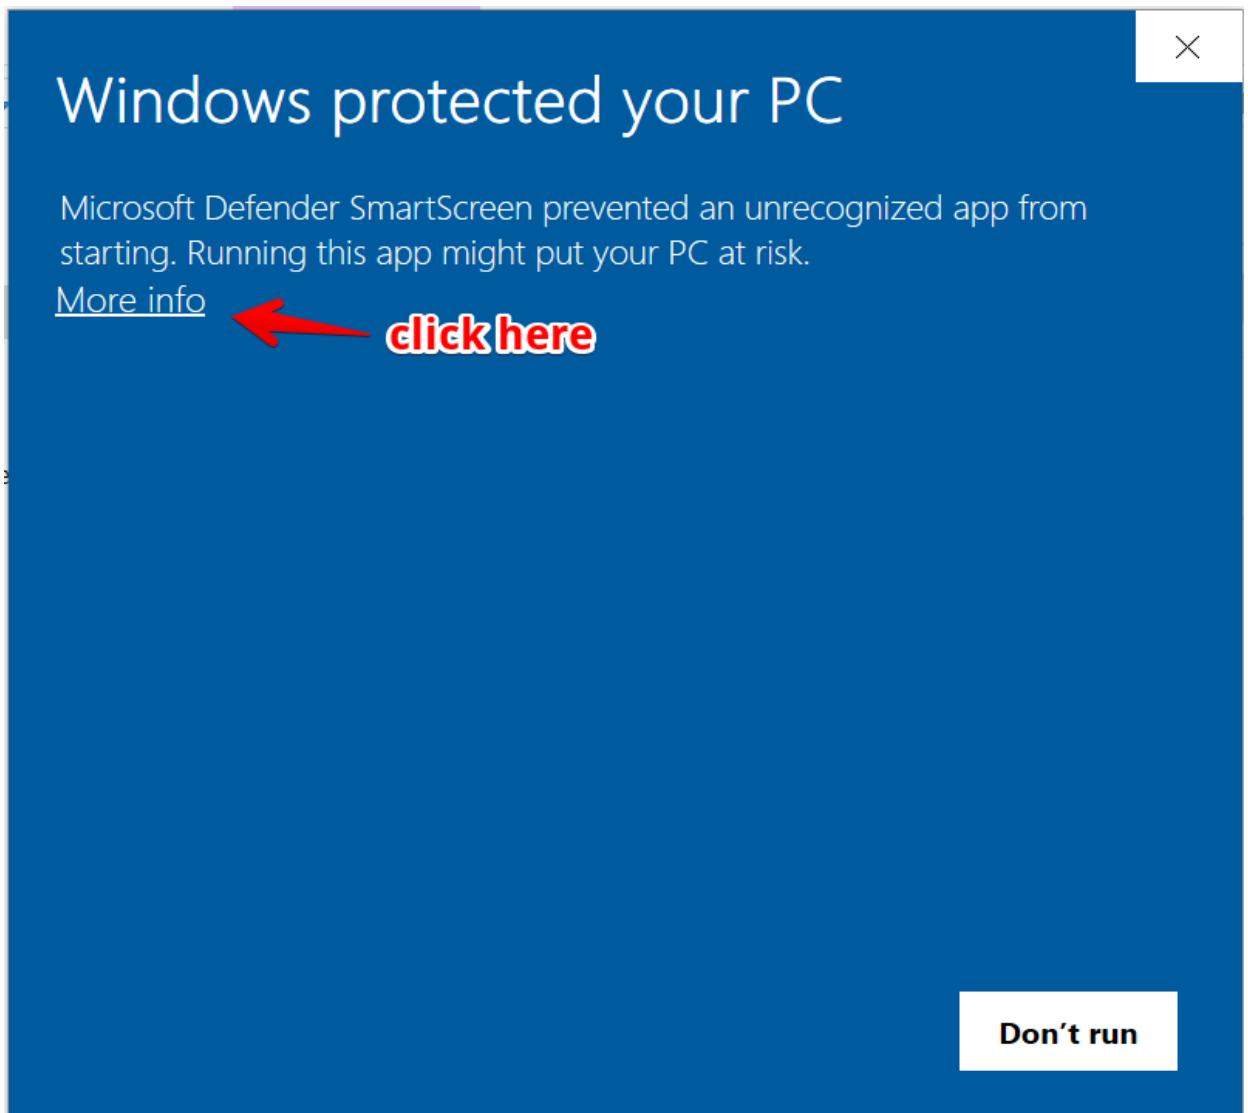 Windows protected your PC
Microsoft Defender SmartScreen prevented an unrecognized app from
starting. Running this app might put your PC at risk.
More info
click here
Don't run